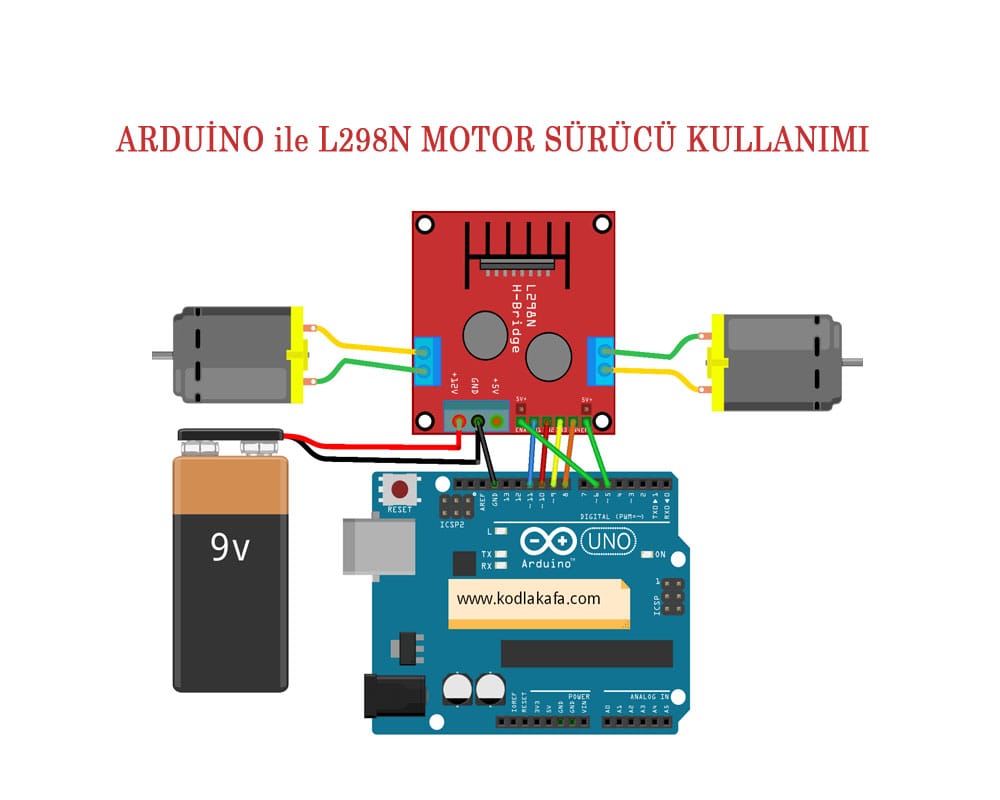 ARDUİNO ile L298N MOTOR SÜRÜCÜ KULLANIMI
L298N
H-Bridge
+12V
GND
+5V
5V+
5V+
9v
RESET
ICSP2
AREF
GND
13
12
~11
~10
~9
8
7
~6
~5
4
~3
2
TX0▶1
RX0◀0
DIGITAL (PWM=~)
L
TX
RX
UNO
ON
Arduino™
1
ICSP
www.kodlakafa.com
POWER
ANALOG IN
IOREF
RESET
3V3
5V
GND
GND
VIN
A0
A1
A2
A3
A4
A5